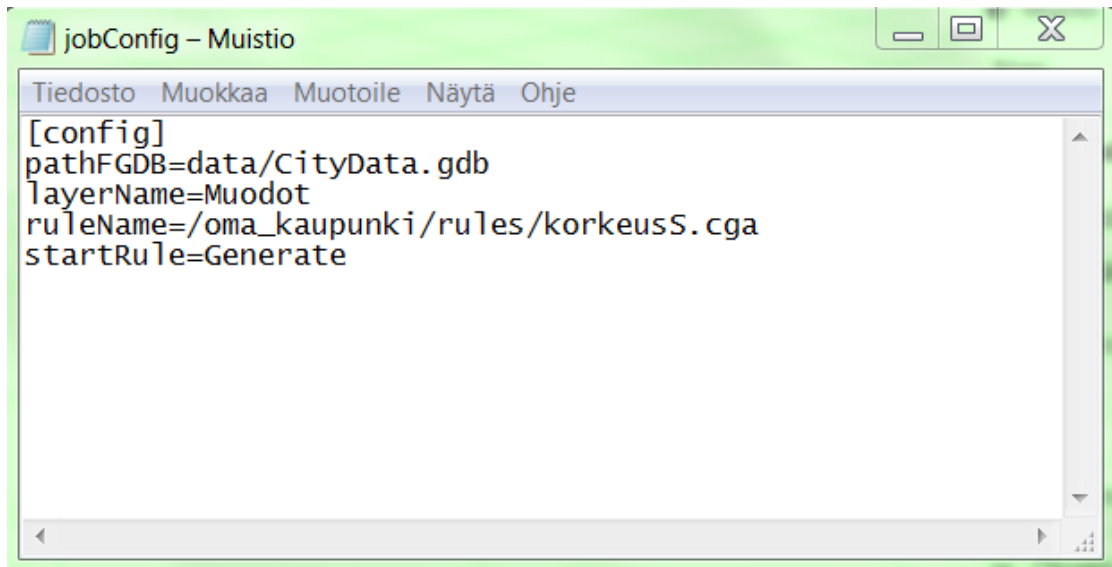 jobConfig – Muistio
Tiedosto Muokkaa Muotoile Näytä Ohje
[config]
pathFGDB=data/CityData.gdb
layerName=Muodot
ruleName=/oma_kaupunki/rules/korkeusS.cga
startRule=Generate